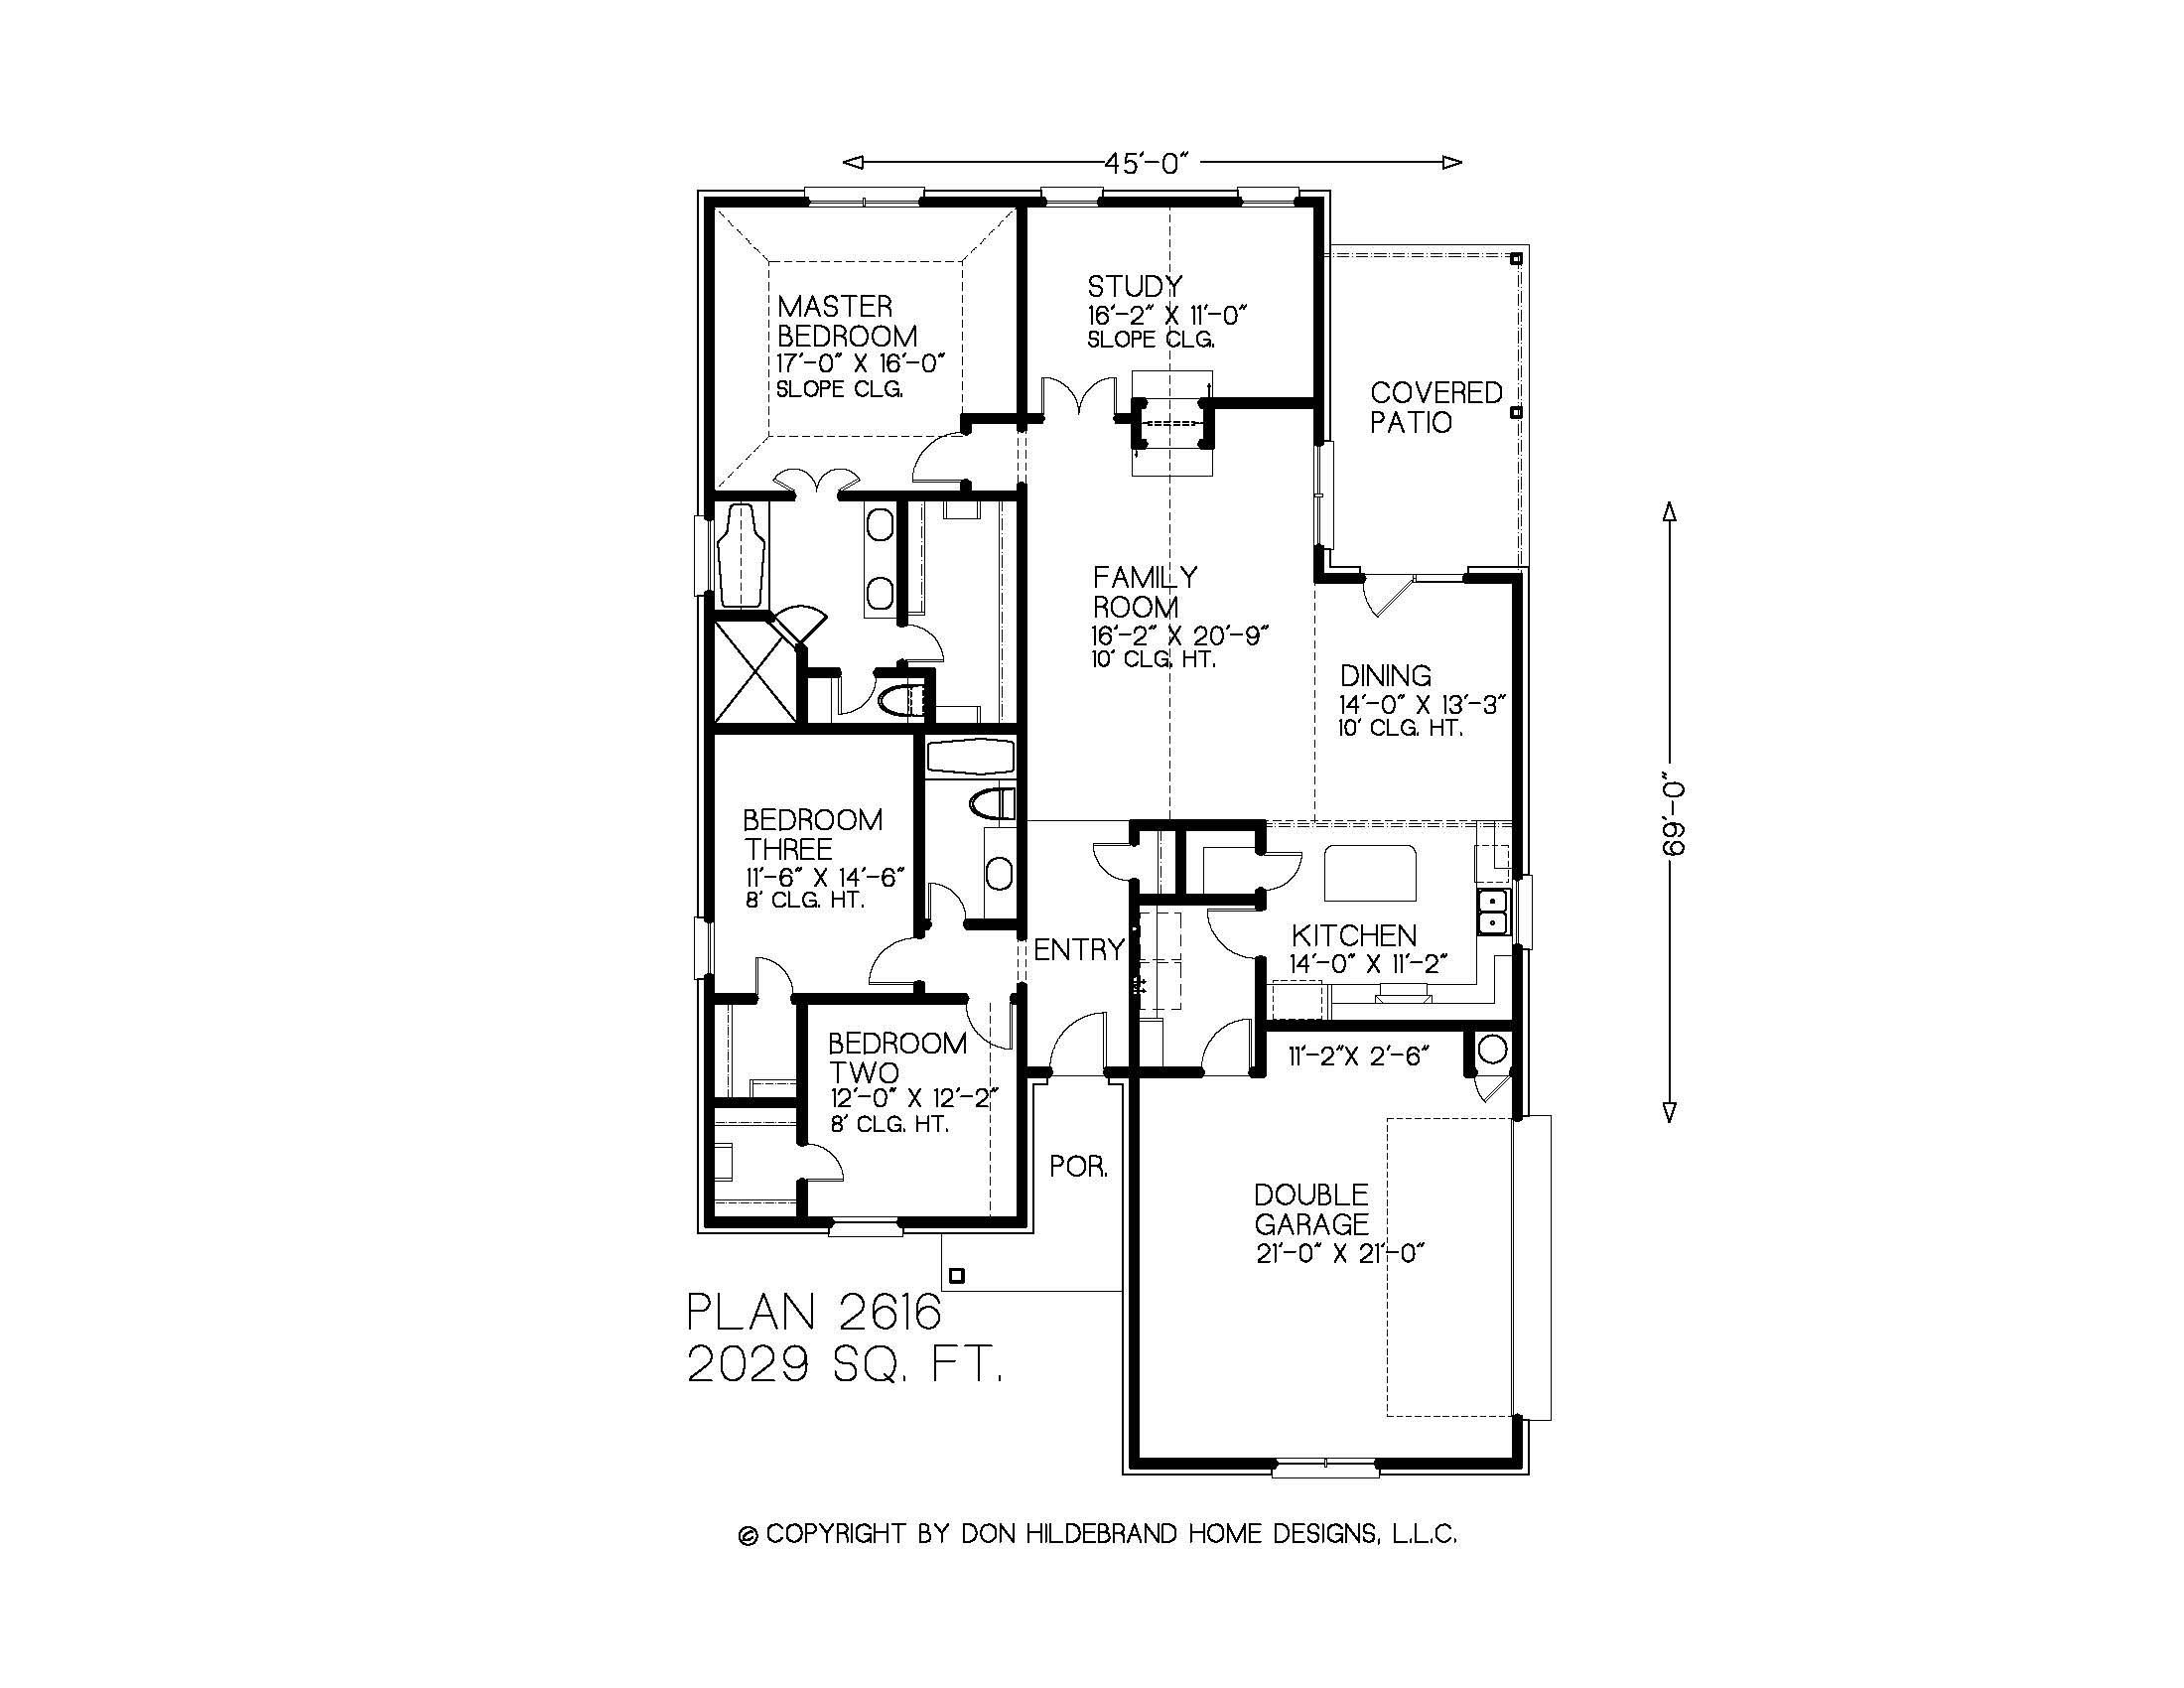 45'-0"
MASTER
BEDROOM
17'-0" X 16'-0"
SLOPE CLG.
STUDY
16'-2" X 11'-0"
SLOPE CLG.
COVERED
PATIO
FAMILY
ROOM
16'-2" X 20'-9"
10' CLG. HT.
DINING
14'-0" X 13'-3"
10' CLG. HT.
69'-0"
BEDROOM
THREE
11'-6" X 14'-6"
8' CLG. HT.
ENTRY
KITCHEN
14'-0" X 11'-2"
BEDROOM
TWO
12'-0" X 12'-2"
8' CLG. HT.
11'-2"X 2'-6"
POR.
DOUBLE
GARAGE
21'-0" X 21'-0"
PLAN 2616
2029 SQ. FT.
© COPYRIGHT BY DON HILDEBRAND HOME DESIGNS, L.L.C.